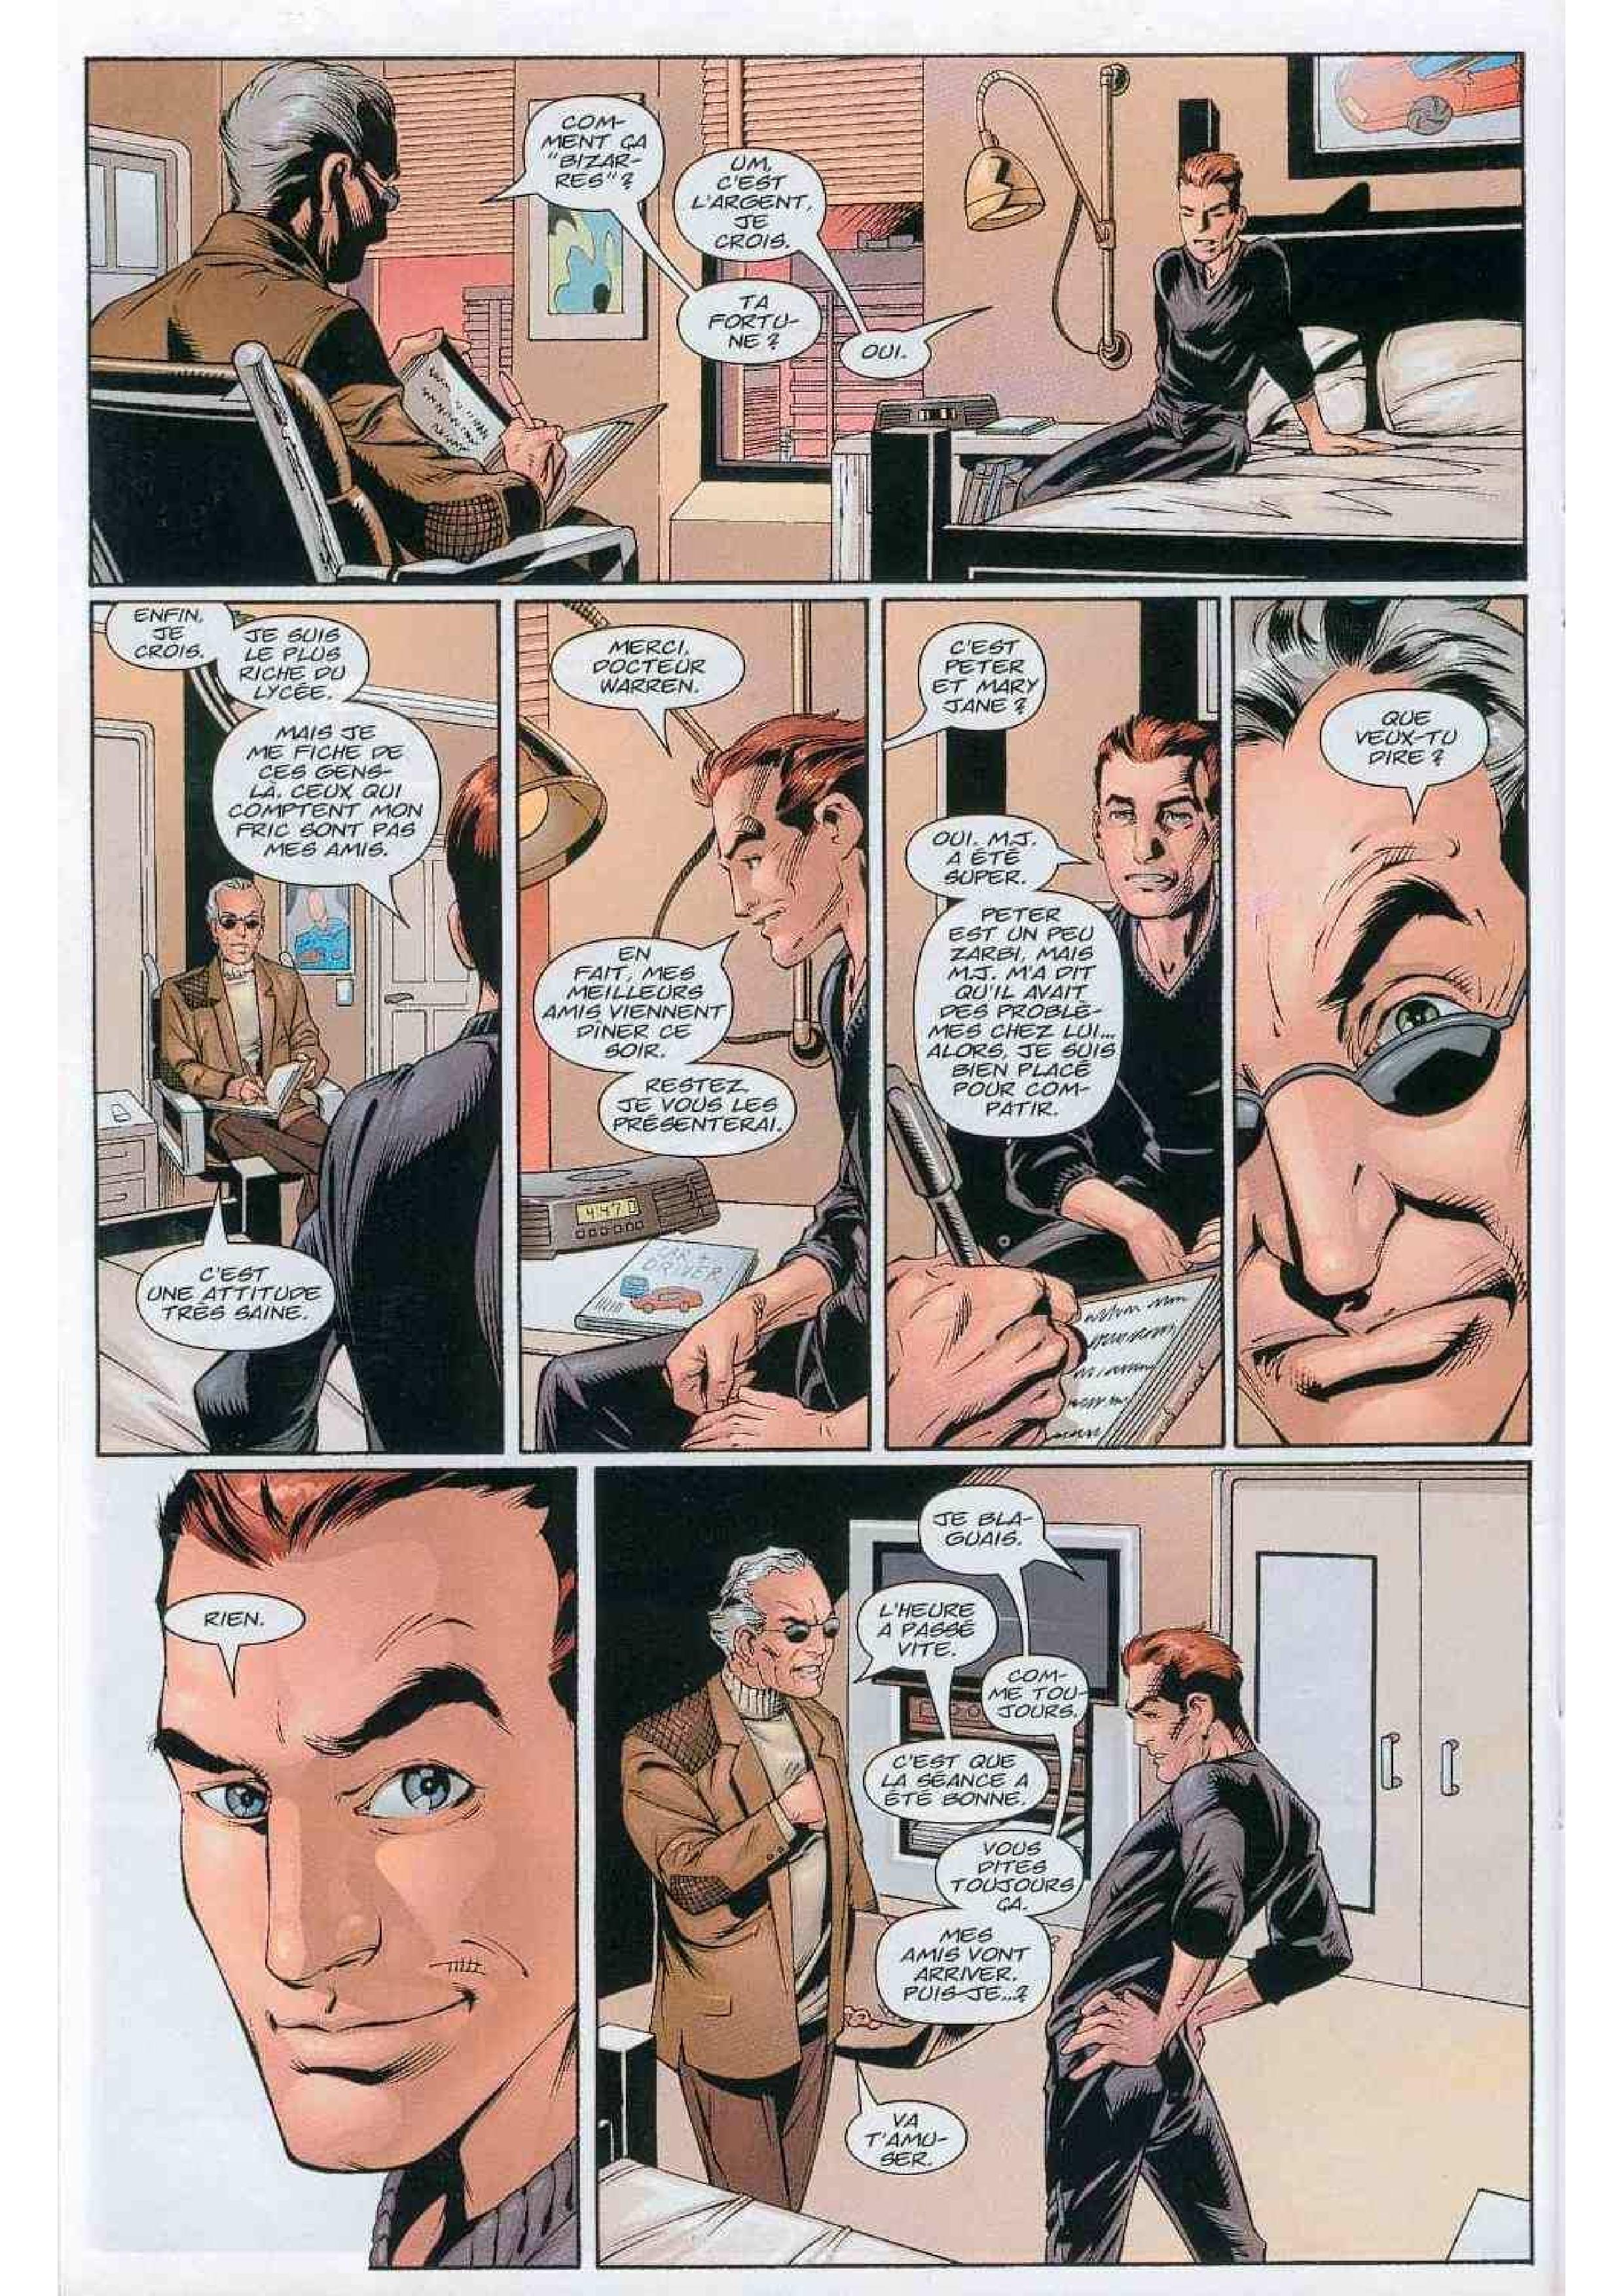 COM-
MENT ÇA
"BIZAR-
RES"?
UM,
C'EST
L'ARGENT,
JE
CROIS.
TA
FORTU-
NE ?
OUI.
ENFIN,
JE
CROIS.
JE SUIS
LE PLUS
RICHE DU
LYCÉE.
MAIS JE
ME FICHE DE
CES GENS-
LÀ. CEUX QUI
COMPTENT MON
FRIC SONT PAS
MES AMIS.
C'EST
UNE ATTITUDE
TRÈS SAINE.
MERCI,
DOCTEUR
WARREN.
EN
FAIT, MES
MEILLEURS
AMIS VIENNENT
DÎNER CE
SOIR.
RESTEZ,
JE VOUS LES
PRÉSENTERAI.
4:47
CAR +
DRIVER
C'EST
PETER
ET MARY
JANE ?
OUI. M.J.
A ÉTÉ
SUPER.
PETER
EST UN PEU
ZARBI, MAIS
M.J. M'A DIT
QU'IL AVAIT
DES PROBLÈ-
MES CHEZ LUI...
ALORS, JE SUIS
BIEN PLACÉ
POUR COM-
PATIR.
QUE
VEUX-TU
DIRE ?
RIEN.
JE BLA-
GUAIS.
L'HEURE
A PASSÉ
VITE.
COM-
ME TOU-
JOURS.
C'EST QUE
LA SÉANCE A
ÉTÉ BONNE.
VOUS
DITES
TOUJOURS
ÇA.
MES
AMIS VONT
ARRIVER.
PUIS-JE...?
VA
T'AMU-
SER.